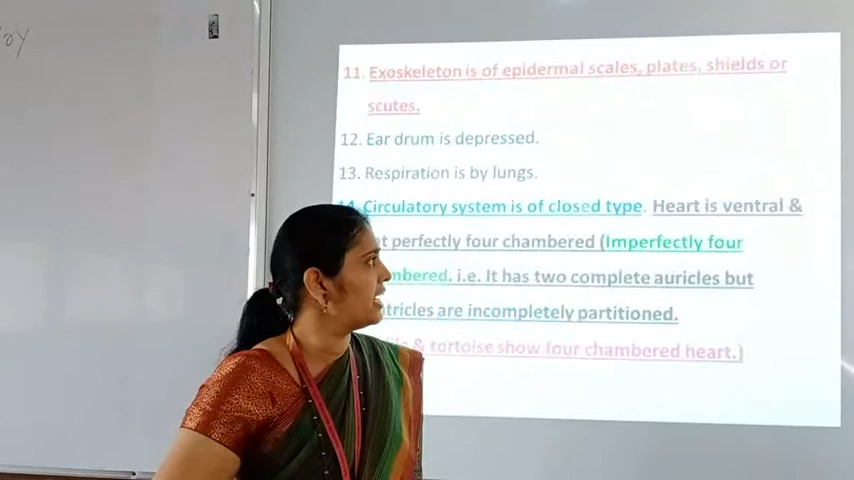 oy
11. Exoskeleton is of epidermal scales, plates, shields or
scutes.
12. Ear drum is depressed.
13. Respiration is by lungs.
14. Circulatory system is of closed type. Heart is ventral &
perfectly four chambered (Imperfectly four
i.e. It has two complete auricles but
are incompletely partitioned.
& tortoise show four chambered heart.)